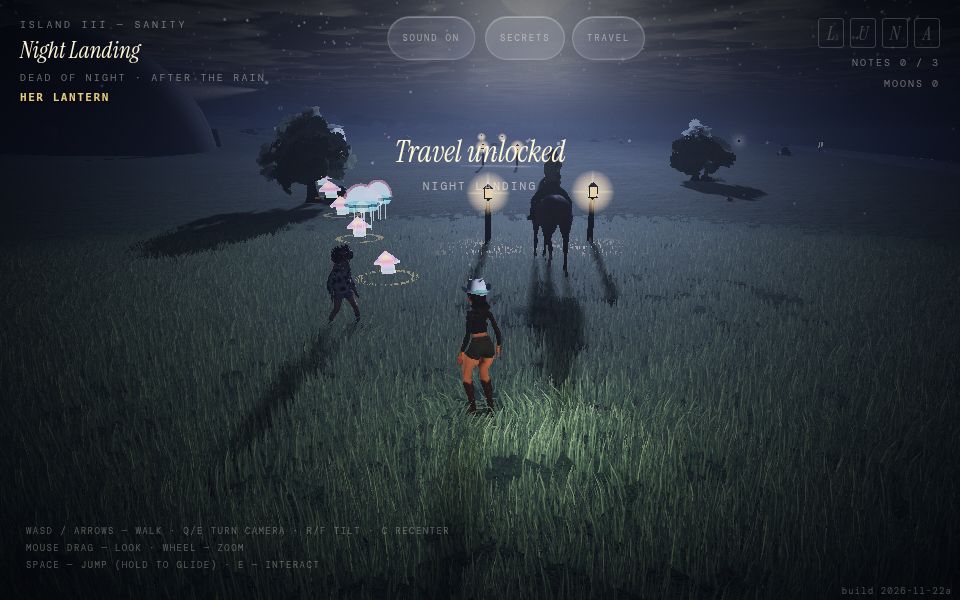 ISLAND III — SANITY
Night Landing
DEAD OF NIGHT · AFTER THE RAIN
HER LANTERN
SOUND ON
SECRETS
TRAVEL
L U N A
NOTES 0 / 3
MOONS 0
Travel unlocked
NIGHT LANDING
WASD / ARROWS — WALK · Q/E TURN CAMERA · R/F TILT · C RECENTER
MOUSE DRAG — LOOK · WHEEL — ZOOM
SPACE — JUMP (HOLD TO GLIDE) · E — INTERACT
build 2026-11-22a